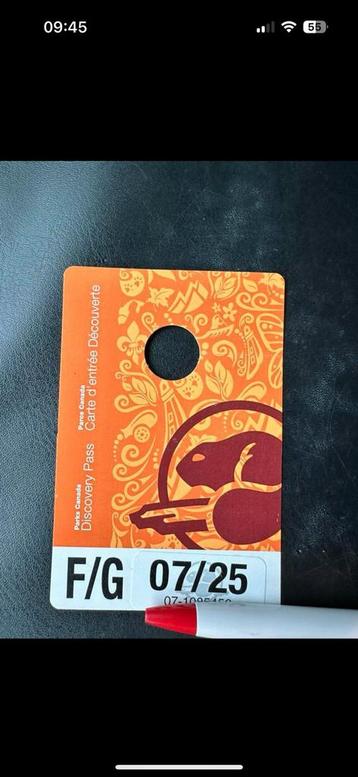 09:45
55
Parks Canada
Discovery Pass
Parcs Canada
Carte d'entrée Découverte
F/G
07/25